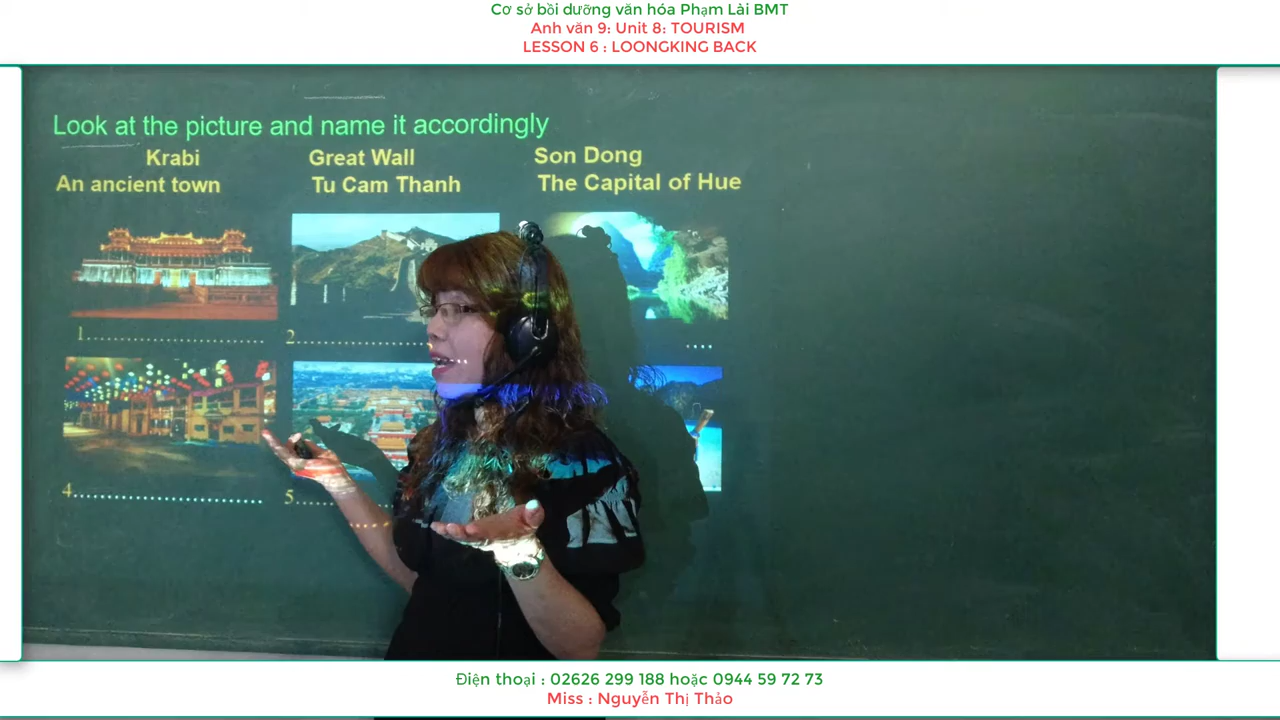 Cơ sở bồi dưỡng văn hóa Phạm Lài BMT
Anh văn 9: Unit 8: TOURISM
LESSON 6 : LOONGKING BACK
Look at the picture and name it accordingly
Krabi Great Wall Son Dong
An ancient town Tu Cam Thanh The Capital of Hue
1..................................
2..................................
....
4..................................
5..................................
Điện thoại : 02626 299 188 hoặc 0944 59 72 73
Miss : Nguyễn Thị Thảo